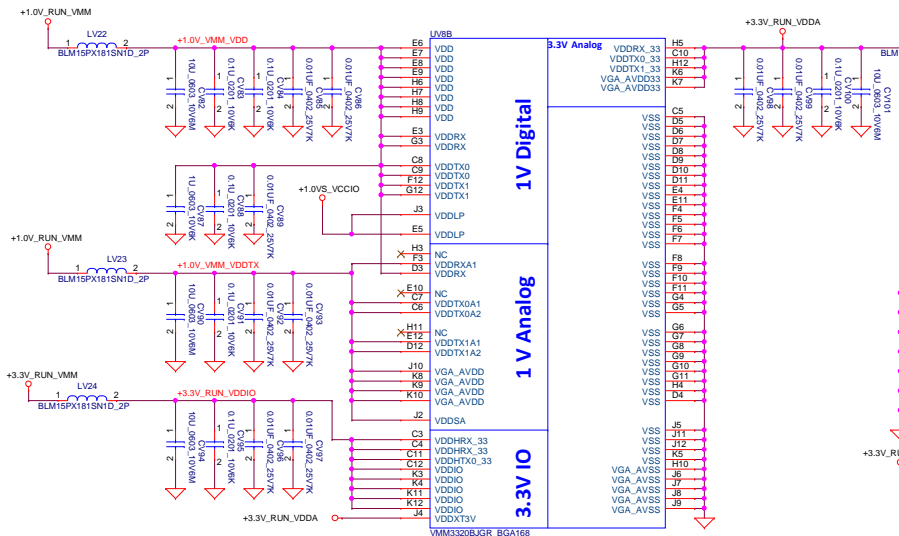 +1.0V_RUN_VMM
LV22
1 2
BLM15PX181SN1D_2P
+1.0V_VMM_VDD
10U_0603_10V6M
CV82
0.1U_0201_10V6K
CV83
0.1U_0201_10V6K
CV84
0.01UF_0402_25V7K
CV85
0.01UF_0402_25V7K
CV86
1U_0603_10V6K
CV87
0.1U_0201_10V6K
CV88
0.01UF_0402_25V7K
CV89
+1.0VS_VCCIO
+1.0V_RUN_VMM
LV23
1 2
BLM15PX181SN1D_2P
+1.0V_VMM_VDDTX
10U_0603_10V6M
CV90
0.1U_0201_10V6K
CV91
0.01UF_0402_25V7K
CV92
0.01UF_0402_25V7K
CV93
+3.3V_RUN_VMM
LV24
1 2
BLM15PX181SN1D_2P
+3.3V_RUN_VDDIO
10U_0603_10V6M
CV94
0.1U_0201_10V6K
CV95
0.01UF_0402_25V7K
CV96
0.01UF_0402_25V7K
CV97
+3.3V_RUN_VDDA
UV8B
E6 VDD
E7 VDD
E8 VDD
E9 VDD
H6 VDD
H7 VDD
H8 VDD
H9 VDD
E3 VDDRX
G3 VDDRX
C8 VDDTX0
C9 VDDTX0
F12 VDDTX1
G12 VDDTX1
J3 VDDLP
E5 VDDLP
H3 NC
F3 VDDRXA1
D3 VDDRX
E10 NC
C7 VDDTX0A1
C6 VDDTX0A2
H11 NC
E12 VDDTX1A1
D12 VDDTX1A2
J10 VGA_AVDD
K8 VGA_AVDD
K9 VGA_AVDD
K10 VGA_AVDD
J2 VDDSA
C3 VDDHRX_33
C4 VDDHRX_33
C11 VDDHTX0_33
C12 VDDIO
K3 VDDIO
K4 VDDIO
K11 VDDIO
K12 VDDIO
J4 VDDXT3V
1V Digital
1 V Analog
3.3V IO
3.3V Analog
VMM3320BJGR_BGA168
VDDRX_33 H5
VDDTX0_33 C10
VDDTX1_33 H12
VGA_AVDD33 K6
VGA_AVDD33 K7
VSS C5
VSS D5
VSS D6
VSS D7
VSS D8
VSS D9
VSS D10
VSS D11
VSS E4
VSS E11
VSS F4
VSS F5
VSS F6
VSS F7
VSS F8
VSS F9
VSS F10
VSS F11
VSS G4
VSS G5
VSS G6
VSS G7
VSS G8
VSS G9
VSS G10
VSS G11
VSS H4
VSS D4
VSS J5
VSS J11
VSS J12
VSS K5
VGA_AVSS H10
VGA_AVSS J6
VGA_AVSS J7
VGA_AVSS J8
VGA_AVSS J9
+3.3V_RUN_VDDA
BLM
0.01UF_0402_25V7K
CV98
0.01UF_0402_25V7K
CV99
0.1U_0201_10V6K
CV100
10U_0603_10V6M
CV101
+3.3V_RU